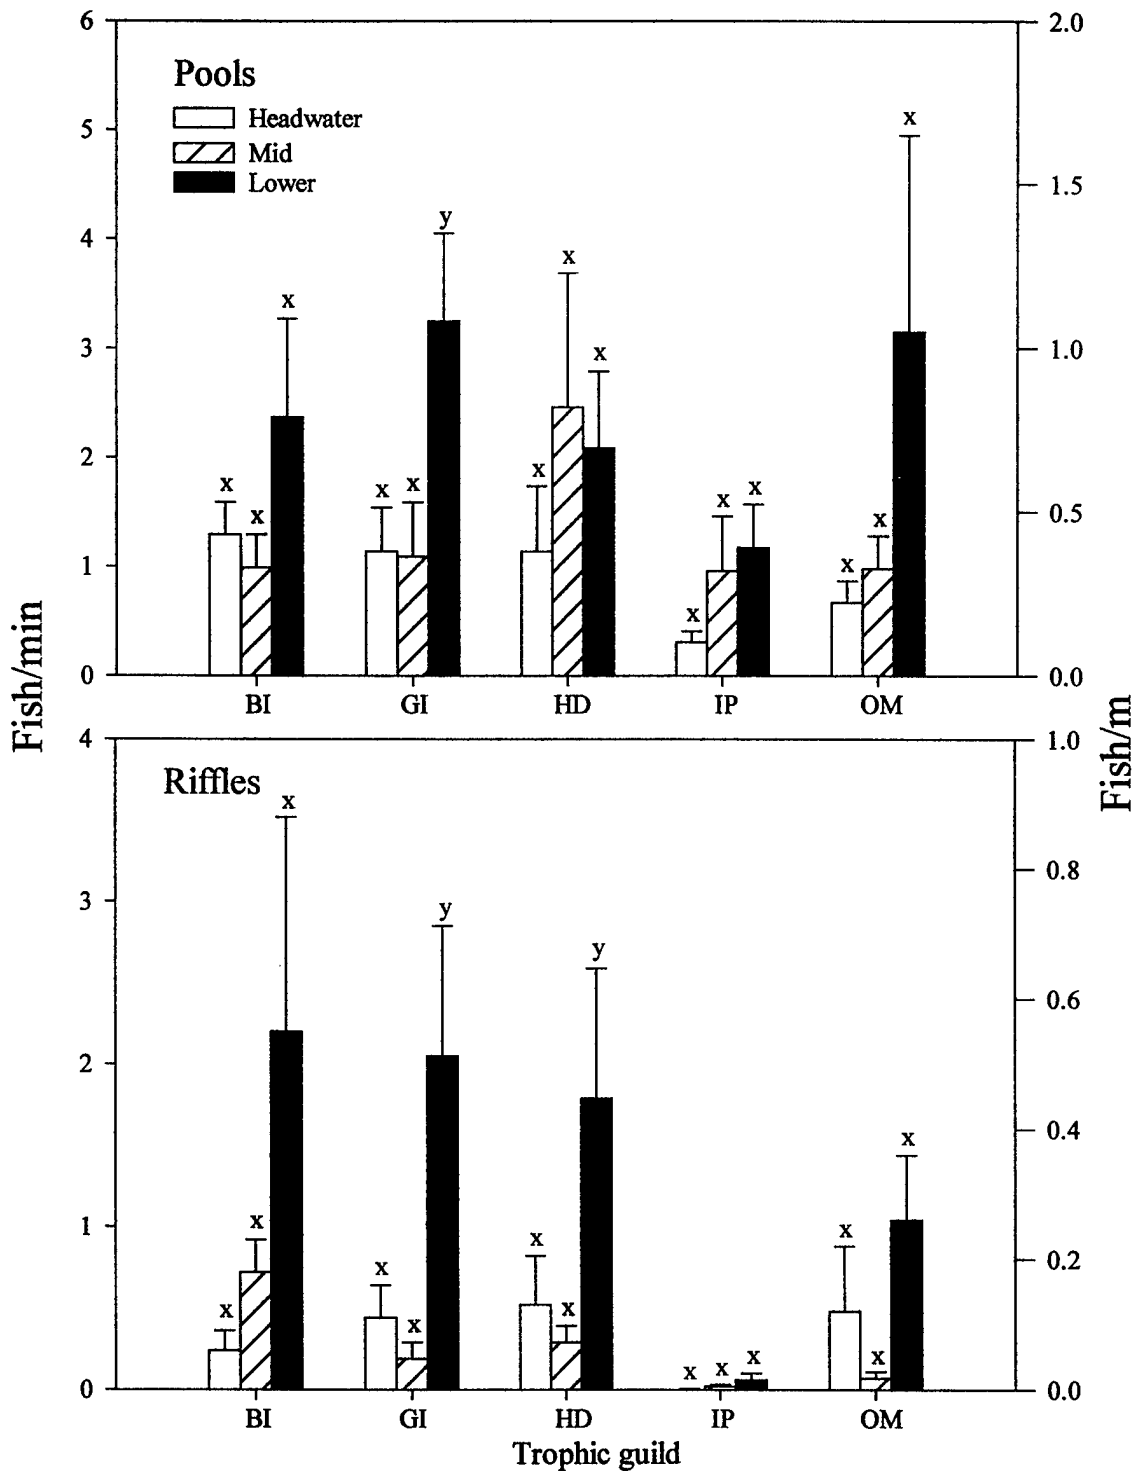 6
5
4
3
2
1
0
2.0
1.5
1.0
0.5
0.0
Pools
Headwater
Mid
Lower
x x x
x x y
x x x
x x x
x x x
BI GI HD IP OM
Fish/min
Fish/m
4
3
2
1
0
1.0
0.8
0.6
0.4
0.2
0.0
Riffles
x x x
x x y
x x y
x x x
x x x
BI GI HD IP OM
Trophic guild